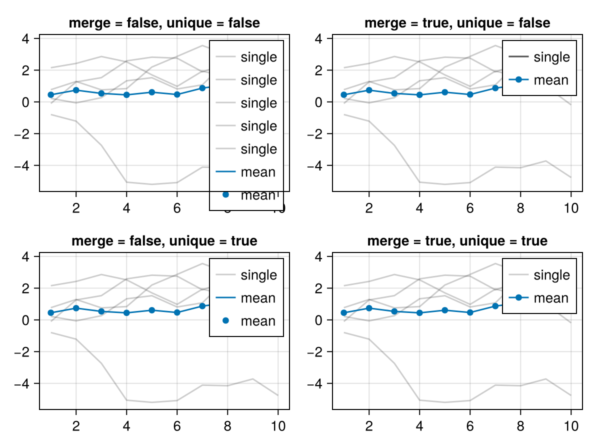 merge = false, unique = false
4
2
0
−2
−4
2
4
6
8
single
single
single
single
single
mean
mean
merge = true, unique = false
4
2
0
−2
−4
2
4
6
8
10
single
mean
merge = false, unique = true
4
2
0
−2
−4
2
4
6
8
10
single
mean
mean
merge = true, unique = true
4
2
0
−2
−4
2
4
6
8
10
single
mean